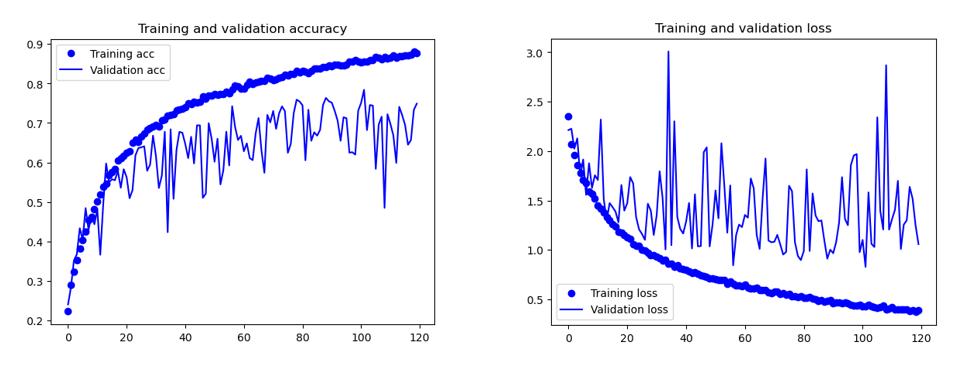 Training and validation accuracy
0.9
0.8
0.7
0.6
0.5
0.4
0.3
0.2
Training acc
Validation acc
0 20 40 60 80 100 120
Training and validation loss
3.0
2.5
2.0
1.5
1.0
0.5
Training loss
Validation loss
0 20 40 60 80 100 120